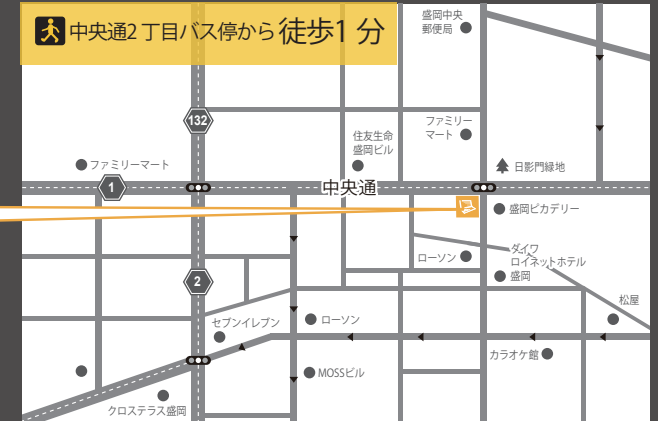 中央通2丁目バス停から徒歩1分
盛岡中央
郵便局
132
ファミリー
マート
住友生命
盛岡ビル
ファミリーマート
日影門緑地
1
中央通
盛岡ピカデリー
ローソン
ダイワ
ロイネットホテル
盛岡
2
松屋
セブンイレブン
ローソン
カラオケ館
MOSSビル
クロステラス盛岡